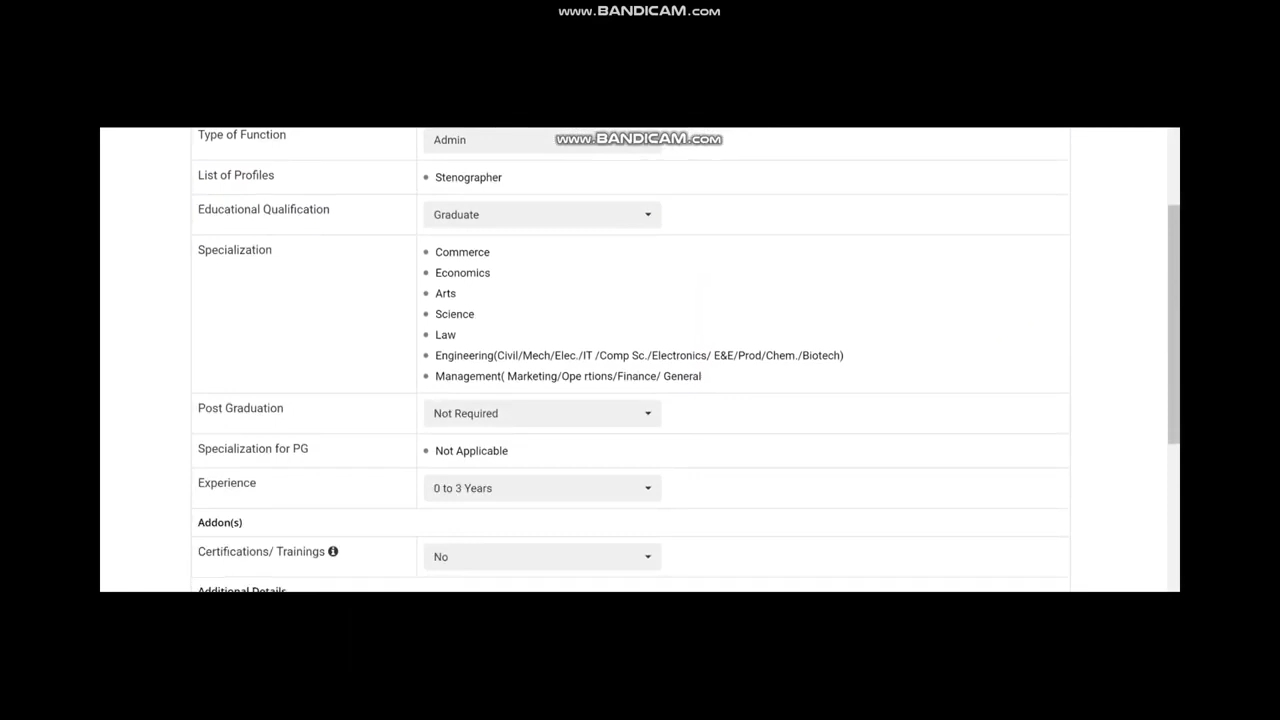 www.BANDICAM.com
Type of Function
Admin
www.BANDICAM.com
List of Profiles
Stenographer
Educational Qualification
Graduate
Specialization
Commerce
Economics
Arts
Science
Law
Engineering(Civil/Mech/Elec./IT /Comp Sc./Electronics/ E&E/Prod/Chem./Biotech)
Management( Marketing/Ope rtions/Finance/ General
Post Graduation
Not Required
Specialization for PG
Not Applicable
Experience
0 to 3 Years
Addon(s)
Certifications/ Trainings
No
Additional Details